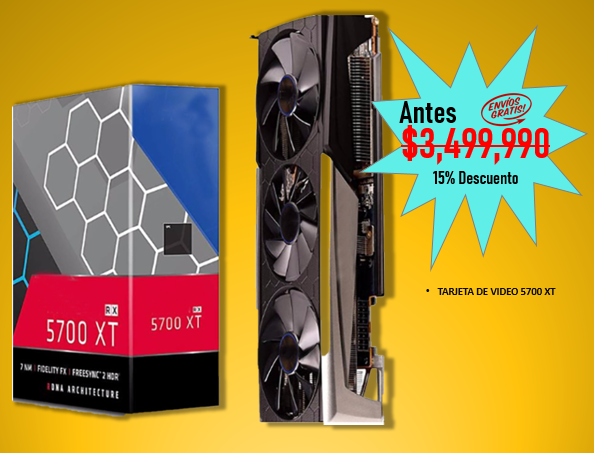 Antes
ENVÍOS
GRATIS!
$3,499,990
15% Descuento
• TARJETA DE VIDEO 5700 XT
RX
5700 XT
7 NM | FIDELITY FX | FREESYNC™ 2 HDR
RDNA ARCHITECTURE
RX
5700 XT